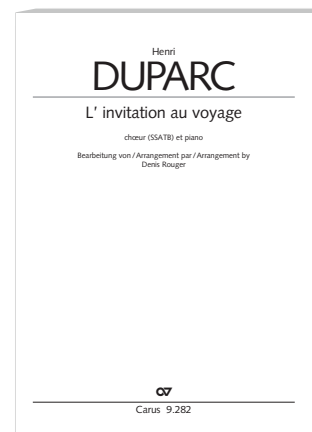 Henri
DUPARC
L' invitation au voyage
chœur (SSATB) et piano
Bearbeitung von / Arrangement par / Arrangement by
Denis Rouger
Carus 9.282